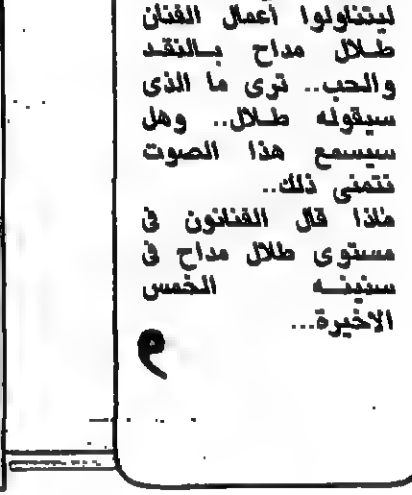 ليتناولوا أعمال الفنان
طلال مداح بالنقد
والحب.. ترى ما الذى
سيقوله طلال.. وهل
سيسمع هذا الصوت
نتمنى ذلك..
ماذا قال الفنانون فى
مستوى طلال مداح فى
سنينه الخمس
الاخيرة...
م